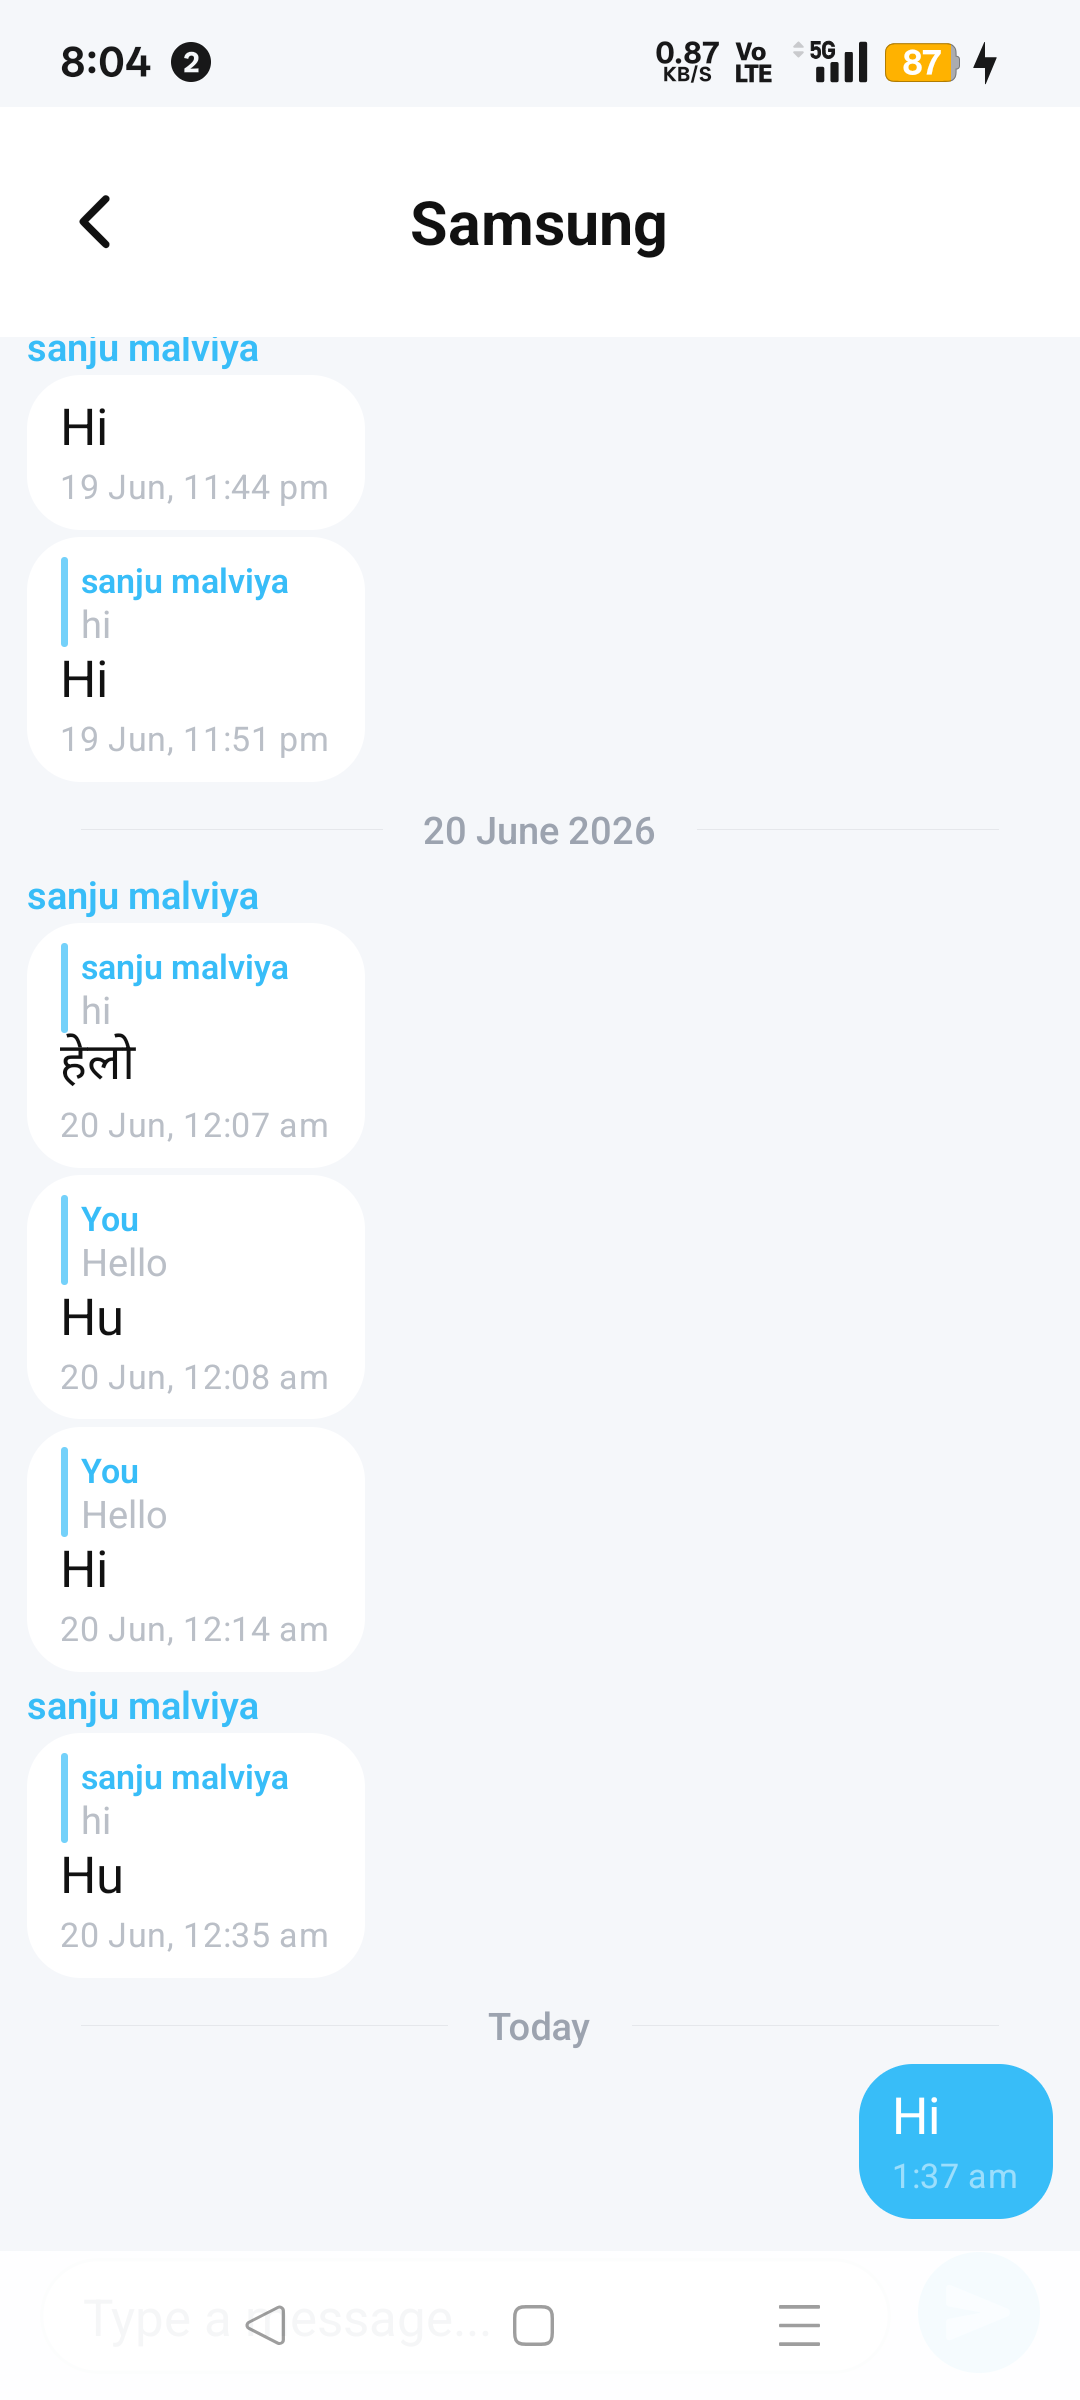 8:04 2 0.87 KB/S Vo LTE 5G 87
Samsung
sanju malviya
Hi
19 Jun, 11:44 pm
sanju malviya
hi
Hi
19 Jun, 11:51 pm
20 June 2026
sanju malviya
sanju malviya
hi
हेलो
20 Jun, 12:07 am
You
Hello
Hu
20 Jun, 12:08 am
You
Hello
Hi
20 Jun, 12:14 am
sanju malviya
sanju malviya
hi
Hu
20 Jun, 12:35 am
Today
Hi
1:37 am
Type a message...